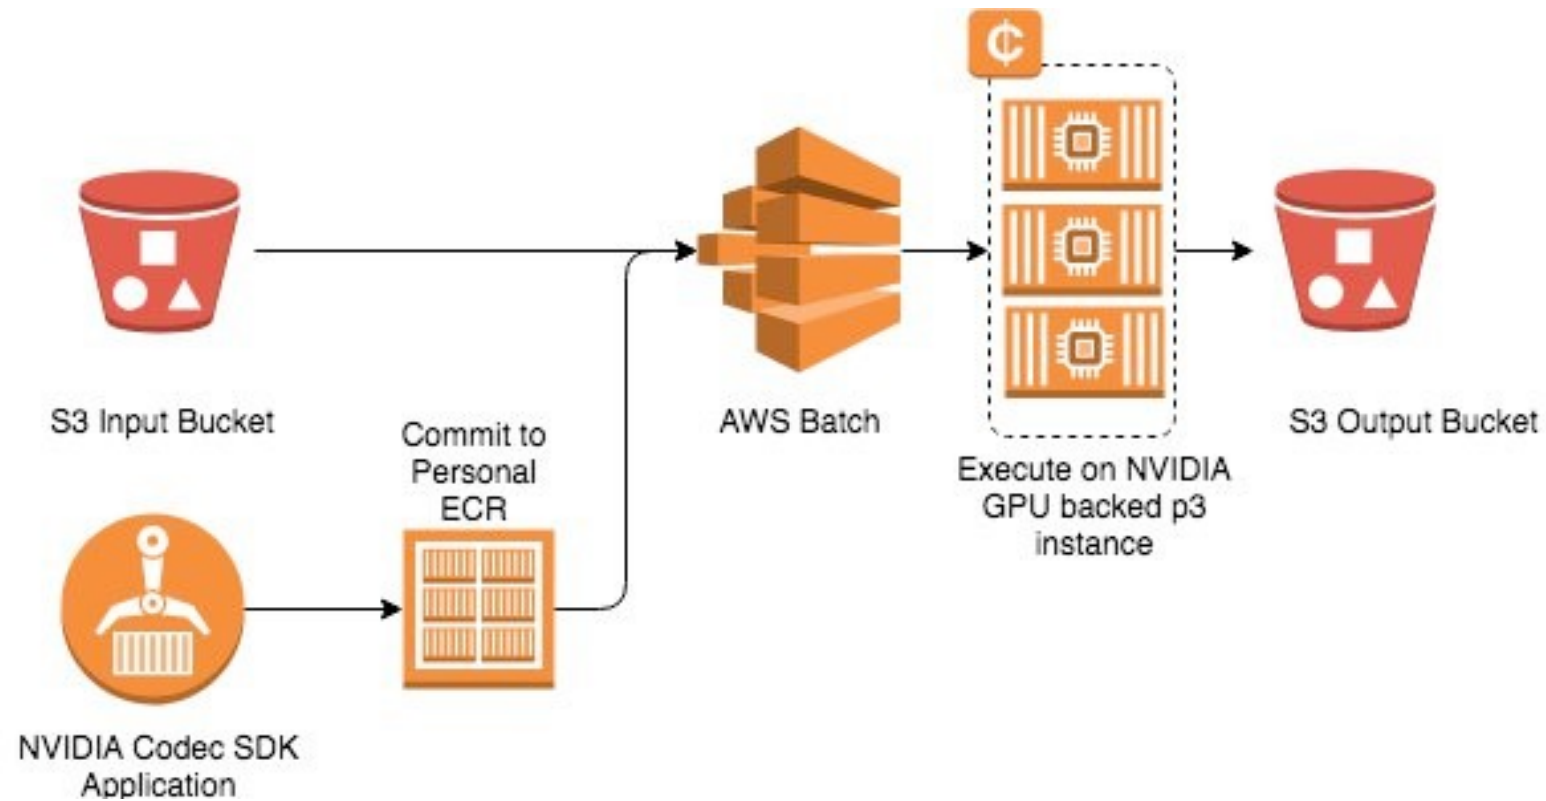 S3 Input Bucket
Commit to
Personal
ECR
AWS Batch
Execute on NVIDIA
GPU backed p3
instance
S3 Output Bucket
NVIDIA Codec SDK
Application